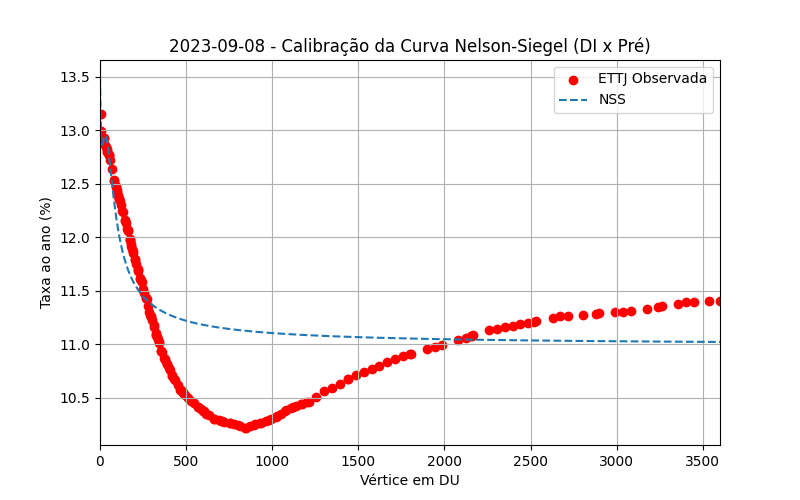 2023-09-08 - Calibração da Curva Nelson-Siegel (DI x Pré)
ETTJ Observada
NSS
Taxa ao ano (%)
13.5
13.0
12.5
12.0
11.5
11.0
10.5
0 500 1000 1500 2000 2500 3000 3500
Vértice em DU